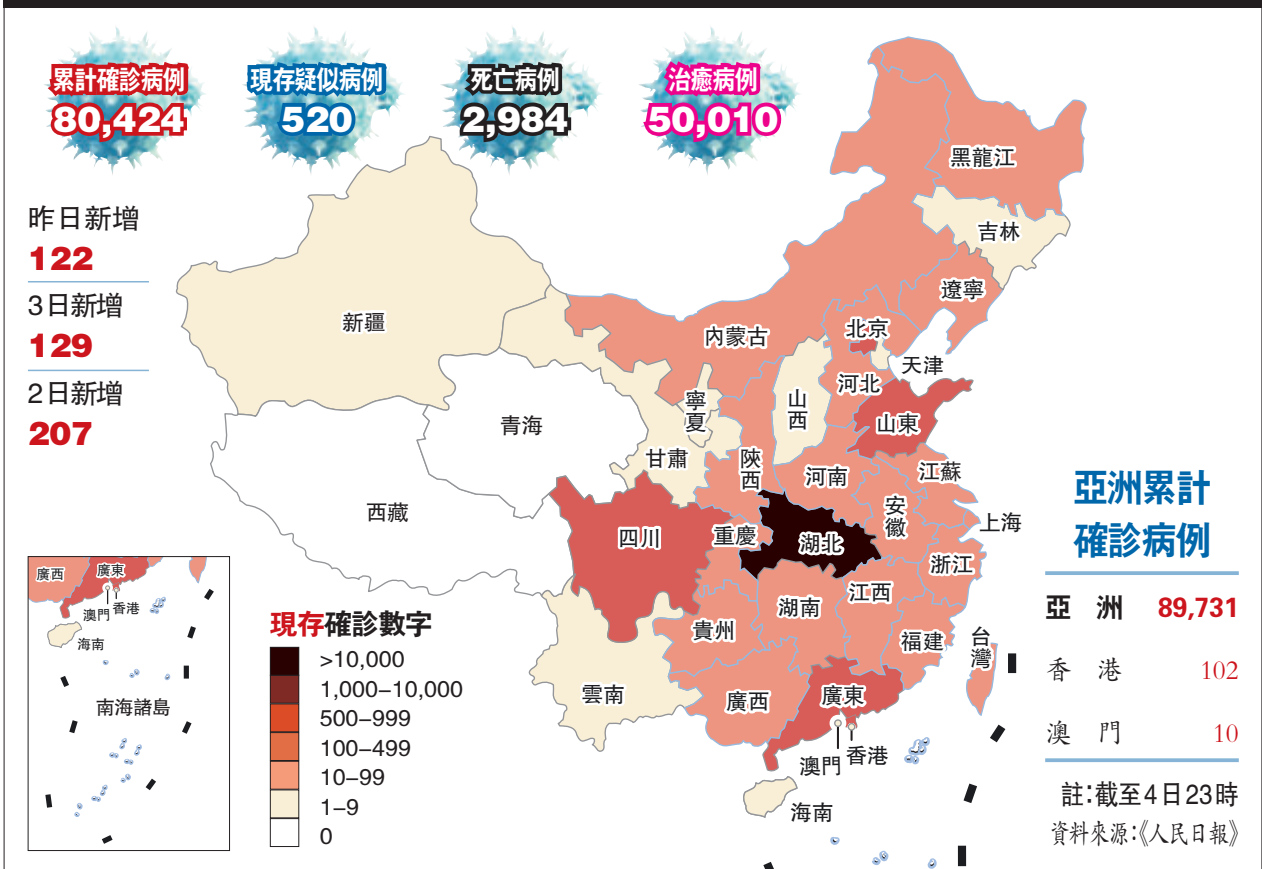 累計確診病例
80,424
現存疑似病例
520
死亡病例
2,984
治癒病例
50,010
昨日新增
122
3日新增
129
2日新增
207
黑龍江
吉林
遼寧
新疆
內蒙古
北京
天津
河北
山西
寧夏
山東
青海
甘肅
陝西
河南
江蘇
安徽
上海
西藏
四川
重慶
湖北
浙江
湖南
江西
貴州
福建
台灣
雲南
廣西
廣東
澳門
香港
海南
廣西
廣東
澳門
香港
海南
南海諸島
現存確診數字
>10,000
1,000–10,000
500–999
100–499
10–99
1–9
0
亞洲累計
確診病例
亞洲 89,731
香港 102
澳門 10
註:截至4日23時
資料來源:《人民日報》